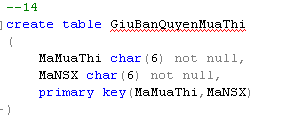 --14
create table GiuBanQuyenMuaThi
(
MaMuaThi char(6) not null,
MaNSX char(6) not null,
primary key(MaMuaThi,MaNSX)
)